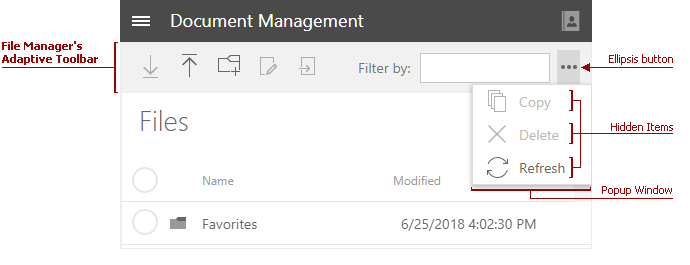 Document Management
File Manager's
Adaptive Toolbar
Filter by:
Ellipsis button
Copy
Files
Delete
Hidden Items
Refresh
Name
Modified
Popup Window
Favorites
6/25/2018 4:02:30 PM